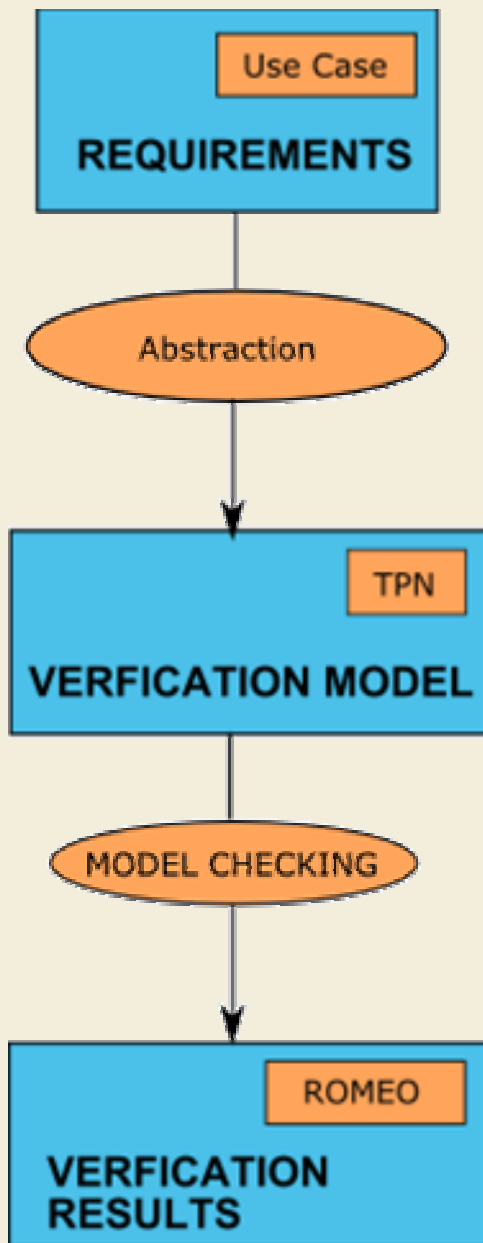 Use Case
REQUIREMENTS
Abstraction
TPN
VERFICATION MODEL
MODEL CHECKING
ROMEO
VERFICATION
RESULTS